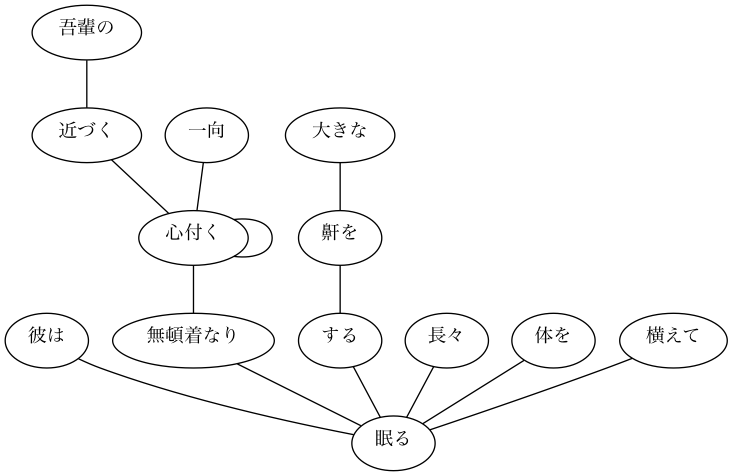 吾輩の
近づく
一向
大きな
心付く
鼾を
彼は
無頓着なり
する
長々
体を
横えて
眠る